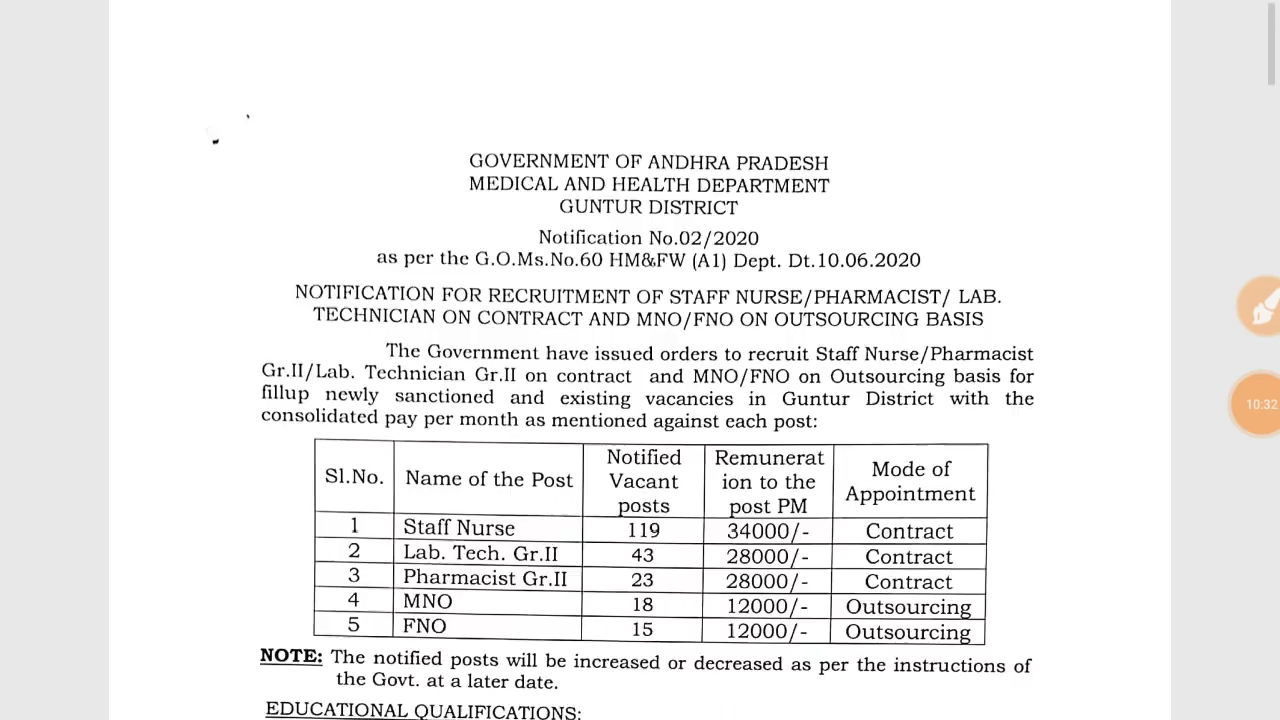 GOVERNMENT OF ANDHRA PRADESH
MEDICAL AND HEALTH DEPARTMENT
GUNTUR DISTRICT
Notification No.02/2020
as per the G.O.Ms.No.60 HM&FW (A1) Dept. Dt.10.06.2020
NOTIFICATION FOR RECRUITMENT OF STAFF NURSE/PHARMACIST/ LAB.
TECHNICIAN ON CONTRACT AND MNO/FNO ON OUTSOURCING BASIS
The Government have issued orders to recruit Staff Nurse/Pharmacist
Gr.II/Lab. Technician Gr.II on contract and MNO/FNO on Outsourcing basis for
fillup newly sanctioned and existing vacancies in Guntur District with the
consolidated pay per month as mentioned against each post:
Sl.No. Name of the Post Notified Vacant posts Remunerat ion to the post PM Mode of Appointment
1 Staff Nurse 119 34000/- Contract
2 Lab. Tech. Gr.II 43 28000/- Contract
3 Pharmacist Gr.II 23 28000/- Contract
4 MNO 18 12000/- Outsourcing
5 FNO 15 12000/- Outsourcing
NOTE: The notified posts will be increased or decreased as per the instructions of
the Govt. at a later date.
EDUCATIONAL QUALIFICATIONS:
10:32